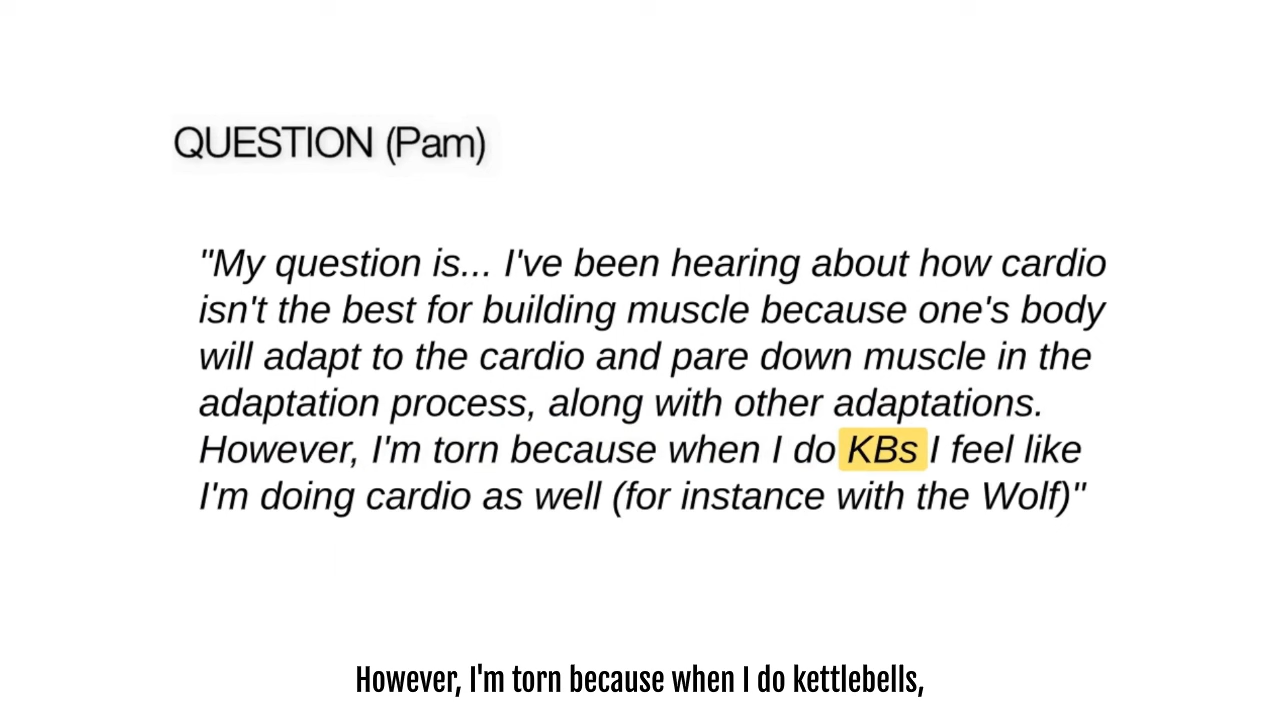 QUESTION (Pam)
"My question is... I've been hearing about how cardio
isn't the best for building muscle because one's body
will adapt to the cardio and pare down muscle in the
adaptation process, along with other adaptations.
However, I'm torn because when I do KBs I feel like
I'm doing cardio as well (for instance with the Wolf)"
However, I'm torn because when I do kettlebells,